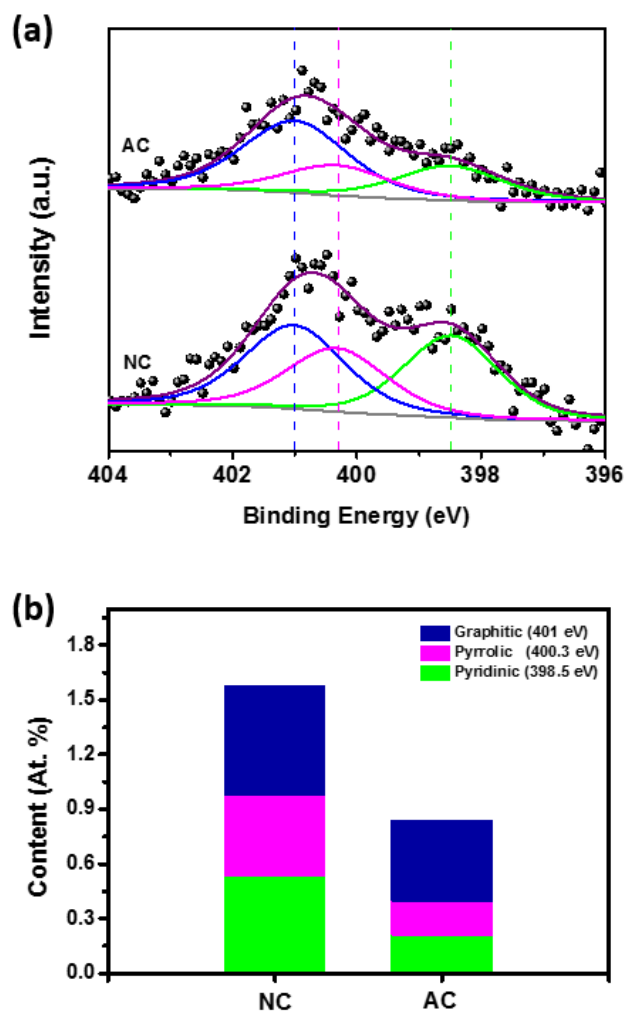 (a)
AC
NC
Intensity (a.u.)
404 402 400 398 396
Binding Energy (eV)
(b)
Graphitic (401 eV)
Pyrrolic (400.3 eV)
Pyridinic (398.5 eV)
1.8
1.5
1.2
0.9
0.6
0.3
0.0
Content (At. %)
NC AC